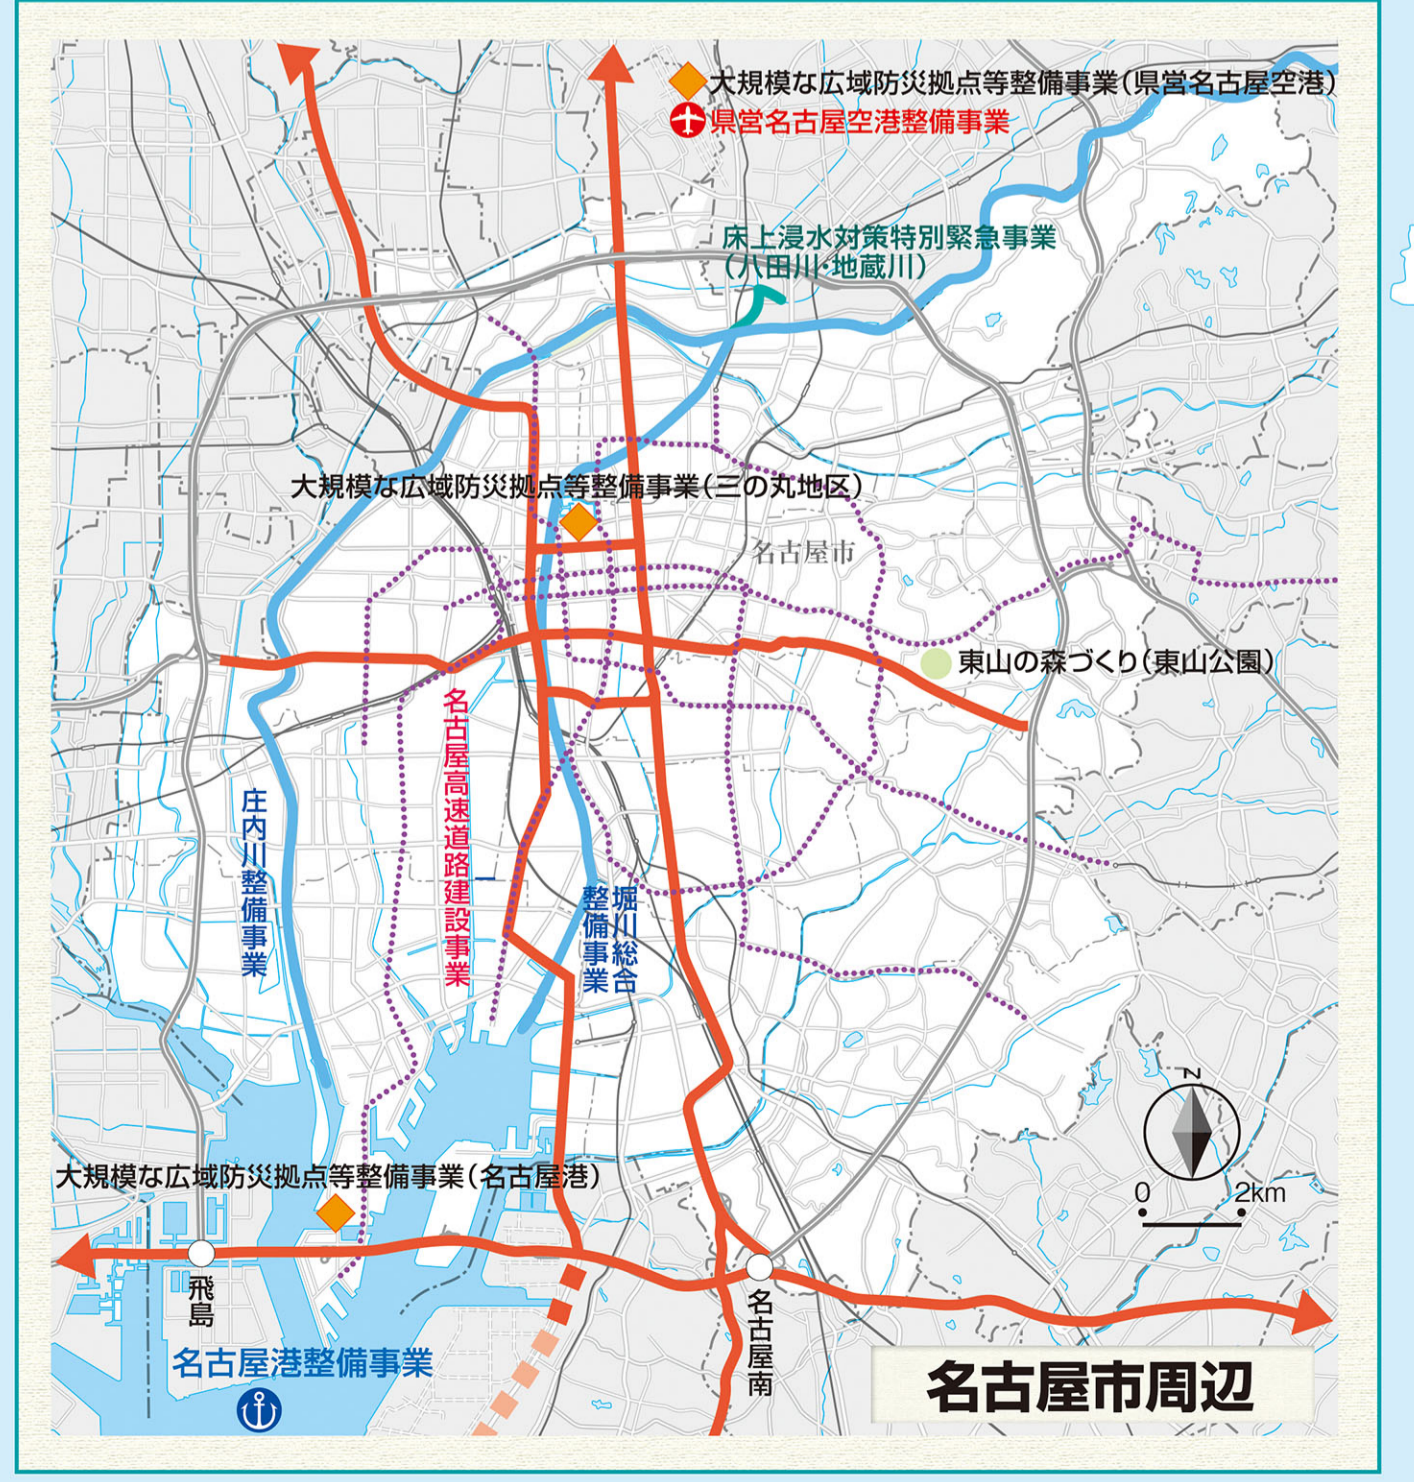 大規模な広域防災拠点等整備事業(県営名古屋空港)
県営名古屋空港整備事業
床上浸水対策特別緊急事業
(八田川・地蔵川)
大規模な広域防災拠点等整備事業(三の丸地区)
名古屋市
東山の森づくり(東山公園)
名古屋高速道路建設事業
庄内川整備事業
堀川総合
整備事業
大規模な広域防災拠点等整備事業(名古屋港)
飛島
名古屋港整備事業
名古屋南
N
0 2km
名古屋市周辺